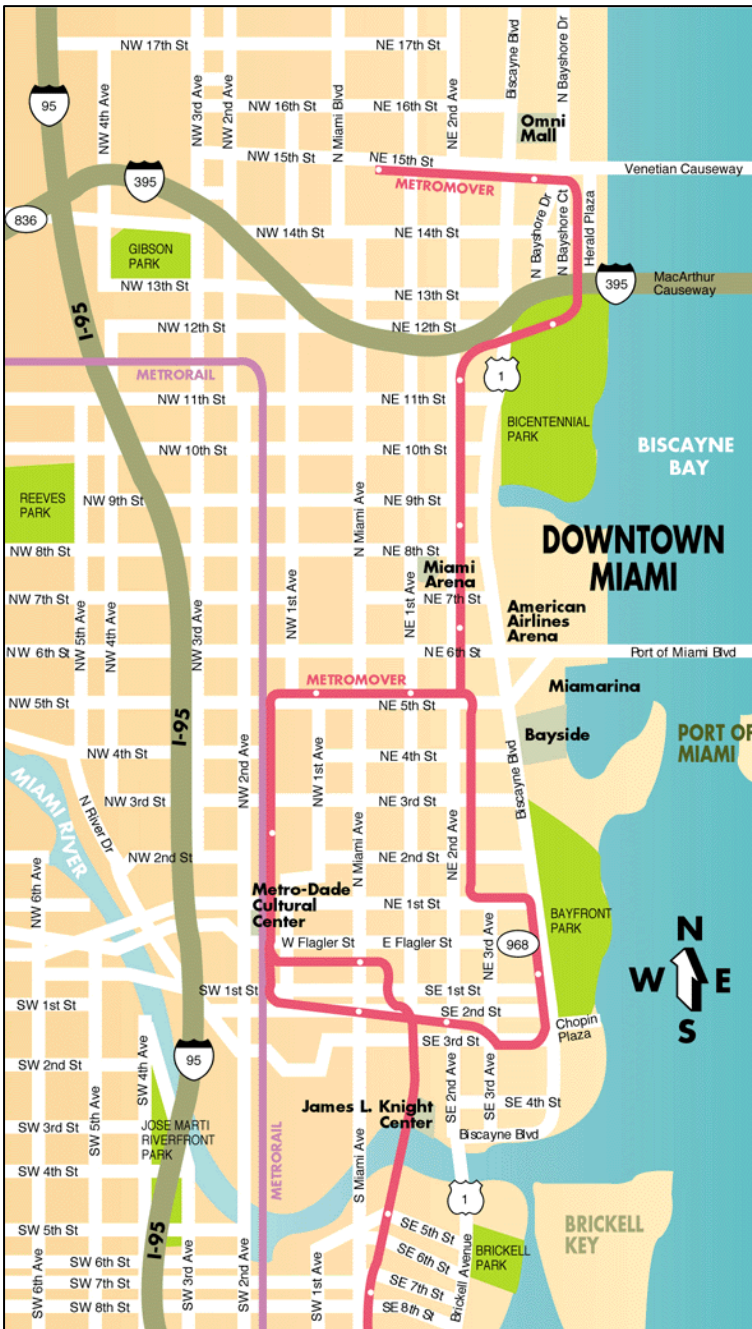 NW 17th St
NE 17th St
Biscayne Blvd
N Bayshore Dr
95
NW 4th Ave
NW 3rd Ave
NW 2nd Ave
N Miami Blvd
NE 2nd Ave
NW 16th St
NE 16th St
Omni
Mall
NW 15th St
NE 15th St
Venetian Causeway
395
METROMOVER
836
N Bayshore Dr
N Bayshore Ct
Herald Plaza
GIBSON
PARK
NW 14th St
NE 14th St
NW 13th St
NE 13th St
395
MacArthur
Causeway
I-95
NW 12th St
NE 12th St
METRORAIL
1
NW 11th St
NE 11th St
BICENTENNIAL
PARK
NW 10th St
NE 10th St
BISCAYNE
BAY
REEVES
PARK
NW 9th St
N Miami Ave
NE 9th St
NW 8th St
NE 8th St
DOWNTOWN
MIAMI
Miami
Arena
NW 7th St
NE 7th St
American
Airlines
Arena
NW 5th Ave
NW 4th Ave
NW 3rd Ave
NW 1st Ave
NE 1st Ave
NW 6th St
NE 6th St
Port of Miami Blvd
METROMOVER
Miamarina
NW 5th St
NE 5th St
I-95
Bayside
PORT OF
MIAMI
NW 4th St
NE 4th St
NW 2nd Ave
NW 1st Ave
Biscayne Blvd
MIAMI RIVER
N River Dr
NW 3rd St
NE 3rd St
N Miami Ave
NE 2nd Ave
NW 2nd St
NE 2nd St
NW 6th Ave
Metro-Dade
Cultural
Center
NE 1st St
BAYFRONT
PARK
W Flagler St
E Flagler St
NE 3rd Ave
968
N
W
E
S
SW 1st St
SW 1st St
SE 1st St
SE 2nd St
Chopin
Plaza
SE 3rd St
95
SW 2nd St
SW 4th Ave
SW 5th Ave
SE 2nd Ave
SE 3rd Ave
SE 4th St
James L. Knight
Center
SW 3rd St
JOSE MARTI
RIVERFRONT
PARK
Biscayne Blvd
SW 4th St
METRORAIL
S Miami Ave
1
SW 5th St
I-95
SE 5th St
BRICKELL
KEY
SW 6th St
SE 6th St
BRICKELL
PARK
SW 7th St
SE 7th St
SW 8th St
SE 8th St
SW 6th Ave
SW 3rd Ave
SW 2nd Ave
SW 1st Ave
Brickell Avenue